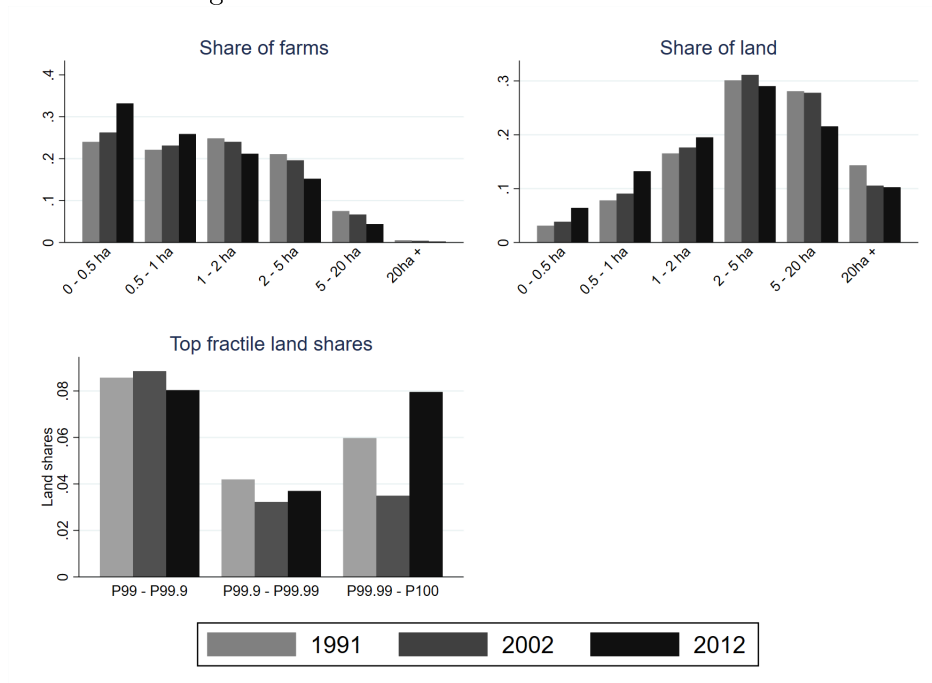 Share of farms
.4
.3
.2
.1
0
0 - 0.5 ha
0.5 - 1 ha
1 - 2 ha
2 - 5 ha
5 - 20 ha
20ha +
Share of land
.3
.2
.1
0
0 - 0.5 ha
0.5 - 1 ha
1 - 2 ha
2 - 5 ha
5 - 20 ha
20ha +
Top fractile land shares
Land shares
.08
.06
.04
.02
0
P99 - P99.9
P99.9 - P99.99
P99.99 - P100
1991
2002
2012